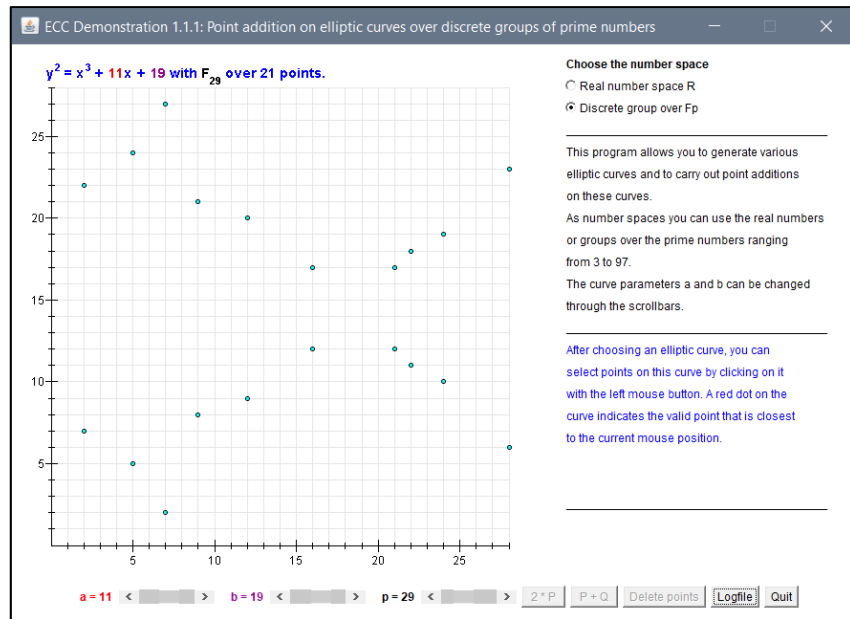 ECC Demonstration 1.1.1: Point addition on elliptic curves over discrete groups of prime numbers
y² = x³ + 11x + 19 with F₂₉ over 21 points.
25
20
15
10
5
5 10 15 20 25
Choose the number space
Real number space R
Discrete group over Fp
This program allows you to generate various
elliptic curves and to carry out point additions
on these curves.
As number spaces you can use the real numbers
or groups over the prime numbers ranging
from 3 to 97.
The curve parameters a and b can be changed
through the scrollbars.
After choosing an elliptic curve, you can
select points on this curve by clicking on it
with the left mouse button. A red dot on the
curve indicates the valid point that is closest
to the current mouse position.
a = 11 b = 19 p = 29 2 * P P + Q Delete points Logfile Quit